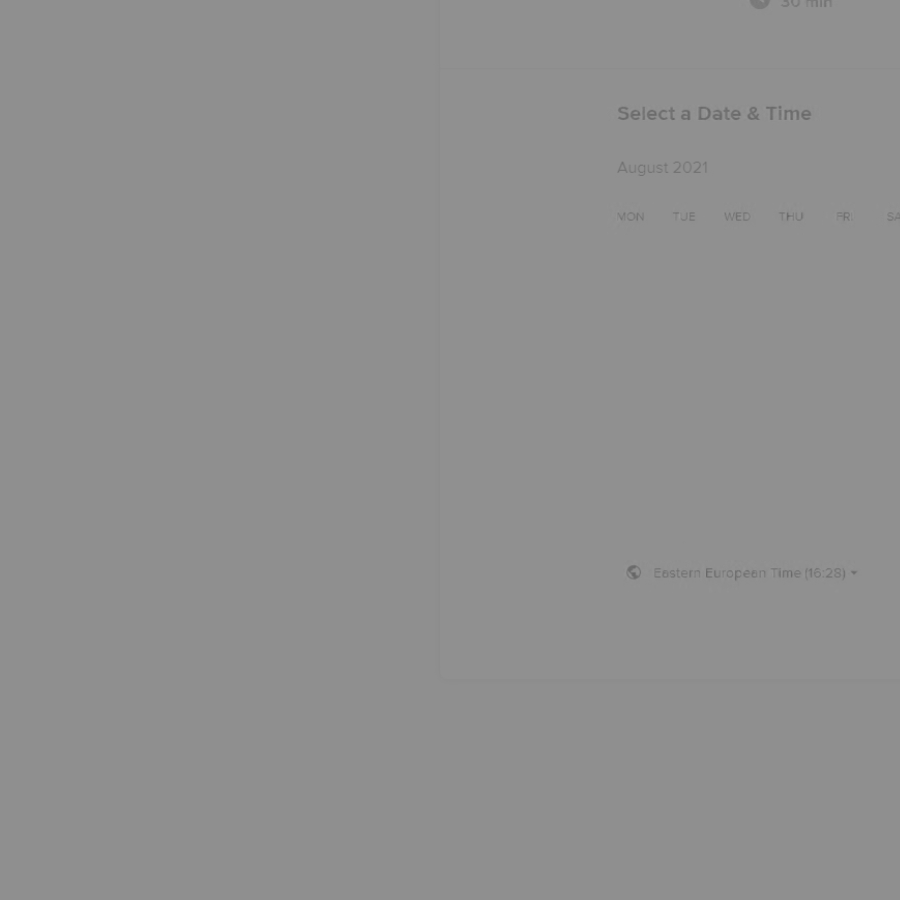 30 min
Select a Date & Time
August 2021
MON TUE WED THU FRI SA
Eastern European Time (16:28)